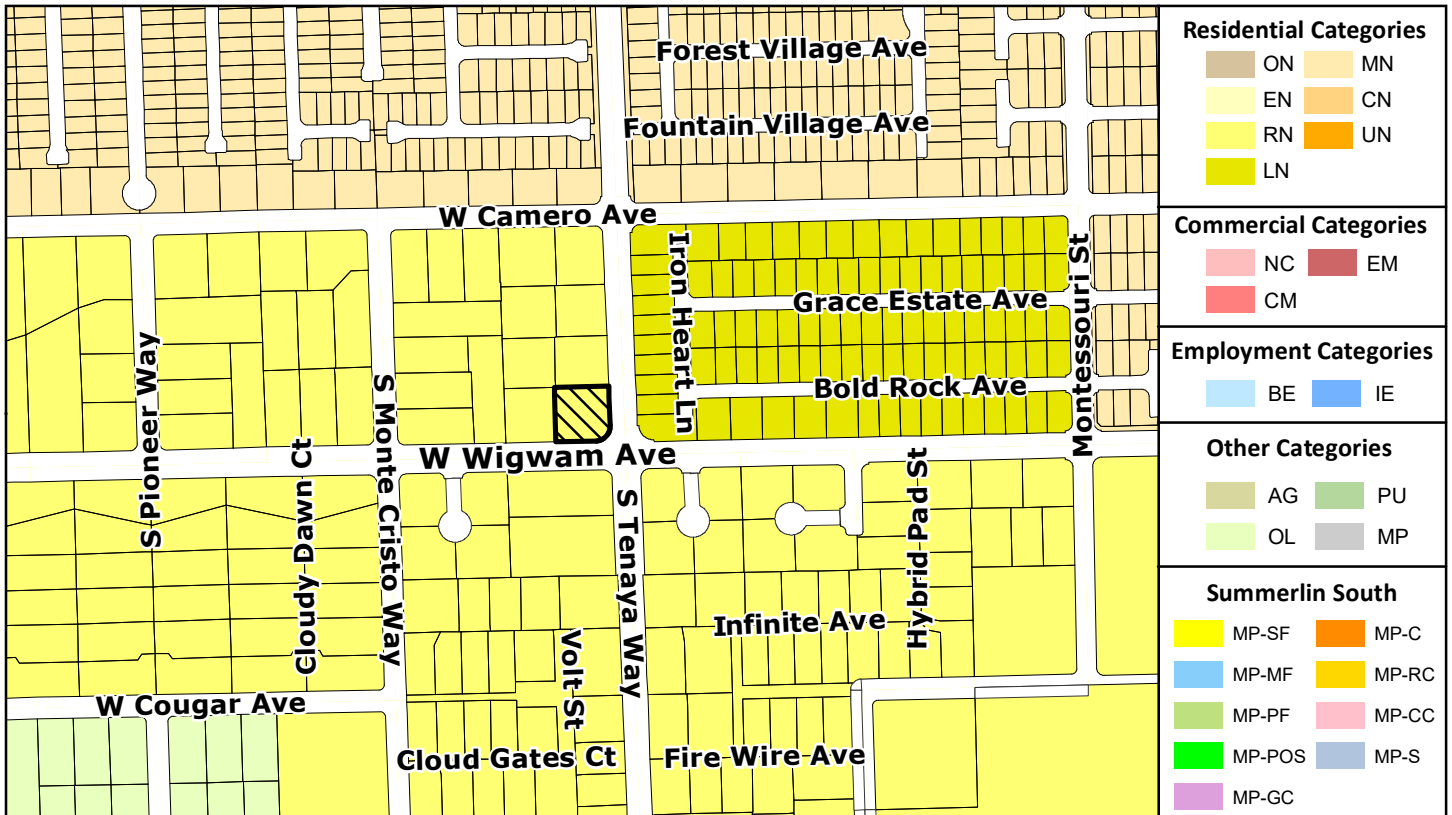 Forest Village Ave
Fountain Village Ave
W Camero Ave
Iron Heart Ln
Grace Estate Ave
Montessouri St
S Pioneer Way
S Monte Cristo Way
Bold Rock Ave
W Wigwam Ave
Cloudy Dawn Ct
S Tenaya Way
Hybrid Pad St
Infinite Ave
Volt St
W Cougar Ave
Cloud Gates Ct
Fire Wire Ave
Residential Categories
ON MN
EN CN
RN UN
LN
Commercial Categories
NC EM
CM
Employment Categories
BE IE
Other Categories
AG PU
OL MP
Summerlin South
MP-SF MP-C
MP-MF MP-RC
MP-PF MP-CC
MP-POS MP-S
MP-GC